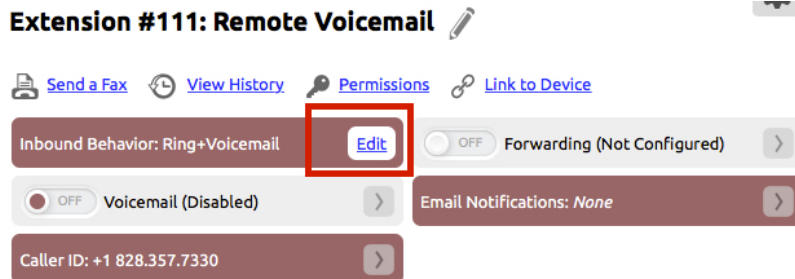 Extension #111: Remote Voicemail
Send a Fax View History Permissions Link to Device
Inbound Behavior: Ring+Voicemail Edit OFF Forwarding (Not Configured)
OFF Voicemail (Disabled) Email Notifications: None
Caller ID: +1 828.357.7330